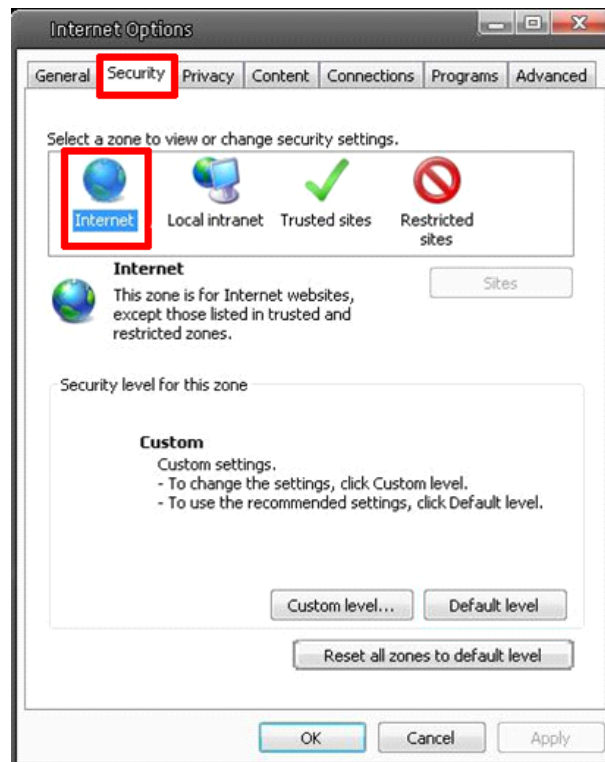 Internet Options
General Security Privacy Content Connections Programs Advanced
Select a zone to view or change security settings.
Internet Local intranet Trusted sites Restricted sites
Internet
Sites
This zone is for Internet websites,
except those listed in trusted and
restricted zones.
Security level for this zone
Custom
Custom settings.
- To change the settings, click Custom level.
- To use the recommended settings, click Default level.
Custom level... Default level
Reset all zones to default level
OK Cancel Apply